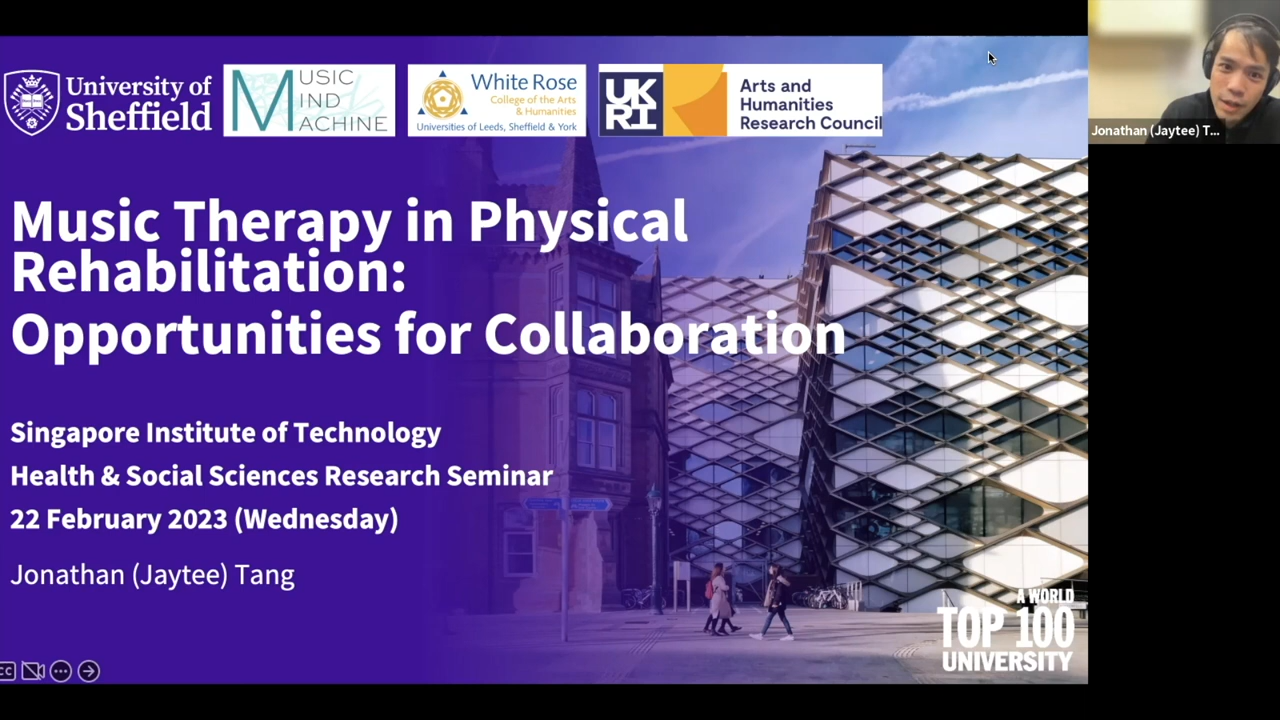 University of
Sheffield
MUSIC
MIND
MACHINE
White Rose
College of the Arts
& Humanities
Universities of Leeds, Sheffield & York
UK
RI
Arts and
Humanities
Research Council
Jonathan (Jaytee) T...
Music Therapy in Physical
Rehabilitation:
Opportunities for Collaboration
Singapore Institute of Technology
Health & Social Sciences Research Seminar
22 February 2023 (Wednesday)
Jonathan (Jaytee) Tang
A WORLD
TOP 100
UNIVERSITY
CC